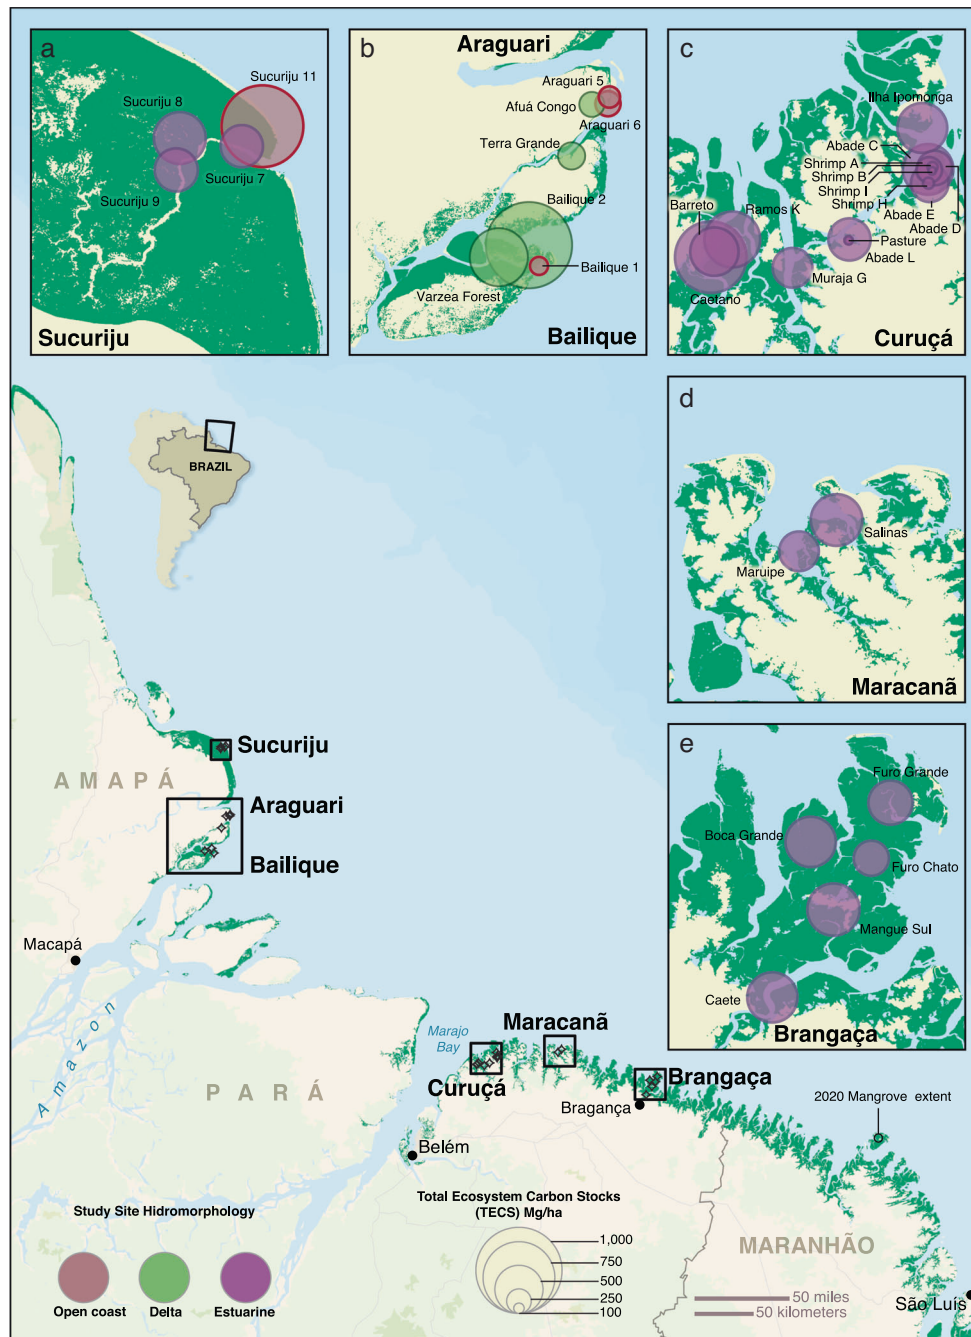 a
Sucuriju 11
Sucuriju 8
Sucuriju 7
Sucuriju 9
Sucuriju
b
Araguari
Araguari 5
Afuá Congo
Araguari 6
Terra Grande
Bailique 2
Bailique 1
Varzea Forest
Bailique
c
Ilha Ipomonga
Abade C
Shrimp A
Shrimp B
Shrimp I
Shrimp H
Abade E
Abade D
Barreto
Ramos K
Pasture
Abade L
Muraja G
Caetano
Curuçá
d
Salinas
Maruipe
Maracanã
e
Furo Grande
Boca Grande
Furo Chato
Mangue Sul
Caete
Brangaça
BRAZIL
Sucuriju
AMAPÁ
Araguari
Bailique
Macapá
Amazon
Marajo
Bay
Maracanã
Curuçá
Brangaça
PARÁ
Bragança
2020 Mangrove extent
Belém
MARANHÃO
São Luís
Study Site Hidromorphology
Open coast
Delta
Estuarine
Total Ecosystem Carbon Stocks
(TECS) Mg/ha
1,000
750
500
250
100
50 miles
50 kilometers